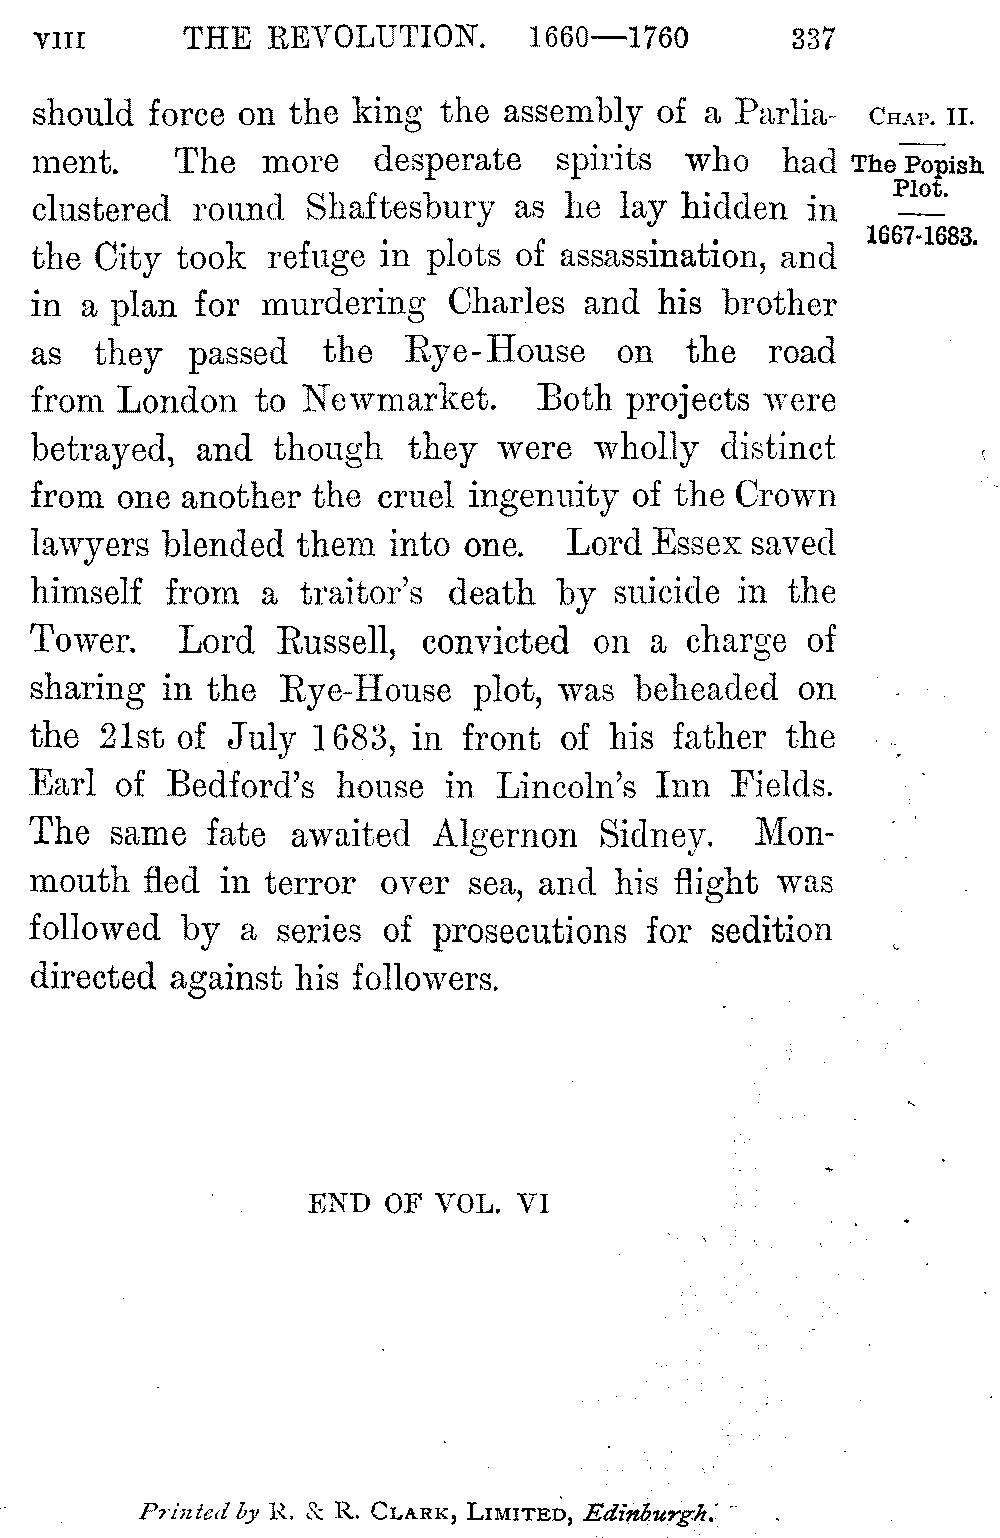 VIII THE REVOLUTION. 1660—1760 337
should force on the king the assembly of a Parlia-
ment. The more desperate spirits who had
clustered round Shaftesbury as he lay hidden in
the City took refuge in plots of assassination, and
in a plan for murdering Charles and his brother
as they passed the Rye-House on the road
from London to Newmarket. Both projects were
betrayed, and though they were wholly distinct
from one another the cruel ingenuity of the Crown
lawyers blended them into one. Lord Essex saved
himself from a traitor's death by suicide in the
Tower. Lord Russell, convicted on a charge of
sharing in the Rye-House plot, was beheaded on
the 21st of July 1683, in front of his father the
Earl of Bedford's house in Lincoln's Inn Fields.
The same fate awaited Algernon Sidney. Mon-
mouth fled in terror over sea, and his flight was
followed by a series of prosecutions for sedition
directed against his followers.
CHAP. II.
The Popish
Plot.
1667-1683.
END OF VOL. VI
Printed by R. & R. CLARK, LIMITED, Edinburgh.